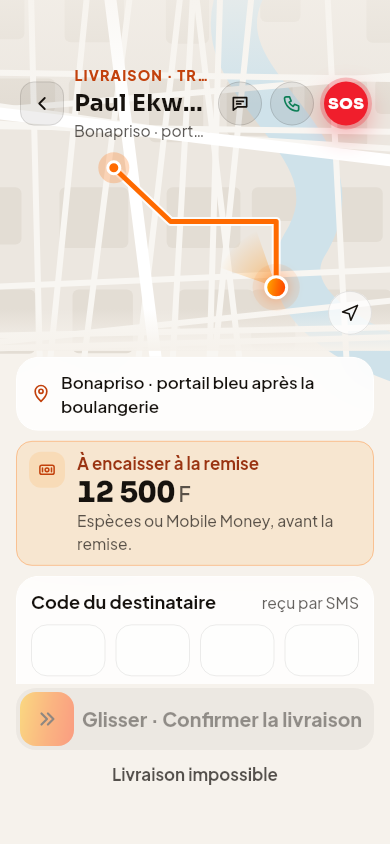 LIVRAISON · TR…
Paul Ekw…
Bonapriso · port…
SOS
Bonapriso · portail bleu après la
boulangerie
À encaisser à la remise
12 500 F
Espèces ou Mobile Money, avant la
remise.
Code du destinataire
reçu par SMS
Glisser · Confirmer la livraison
Livraison impossible